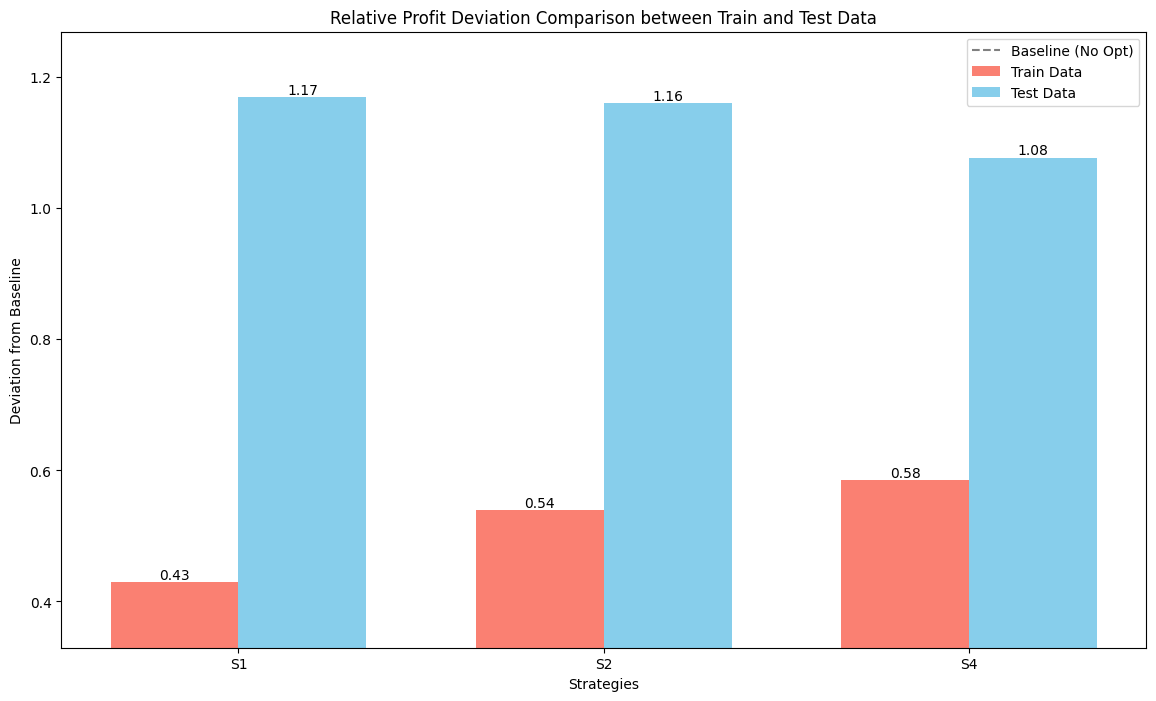 Relative Profit Deviation Comparison between Train and Test Data
Baseline (No Opt)
Train Data
Test Data
Deviation from Baseline
1.2
1.0
0.8
0.6
0.4
1.17
1.16
1.08
0.43
0.54
0.58
S1
S2
S4
Strategies